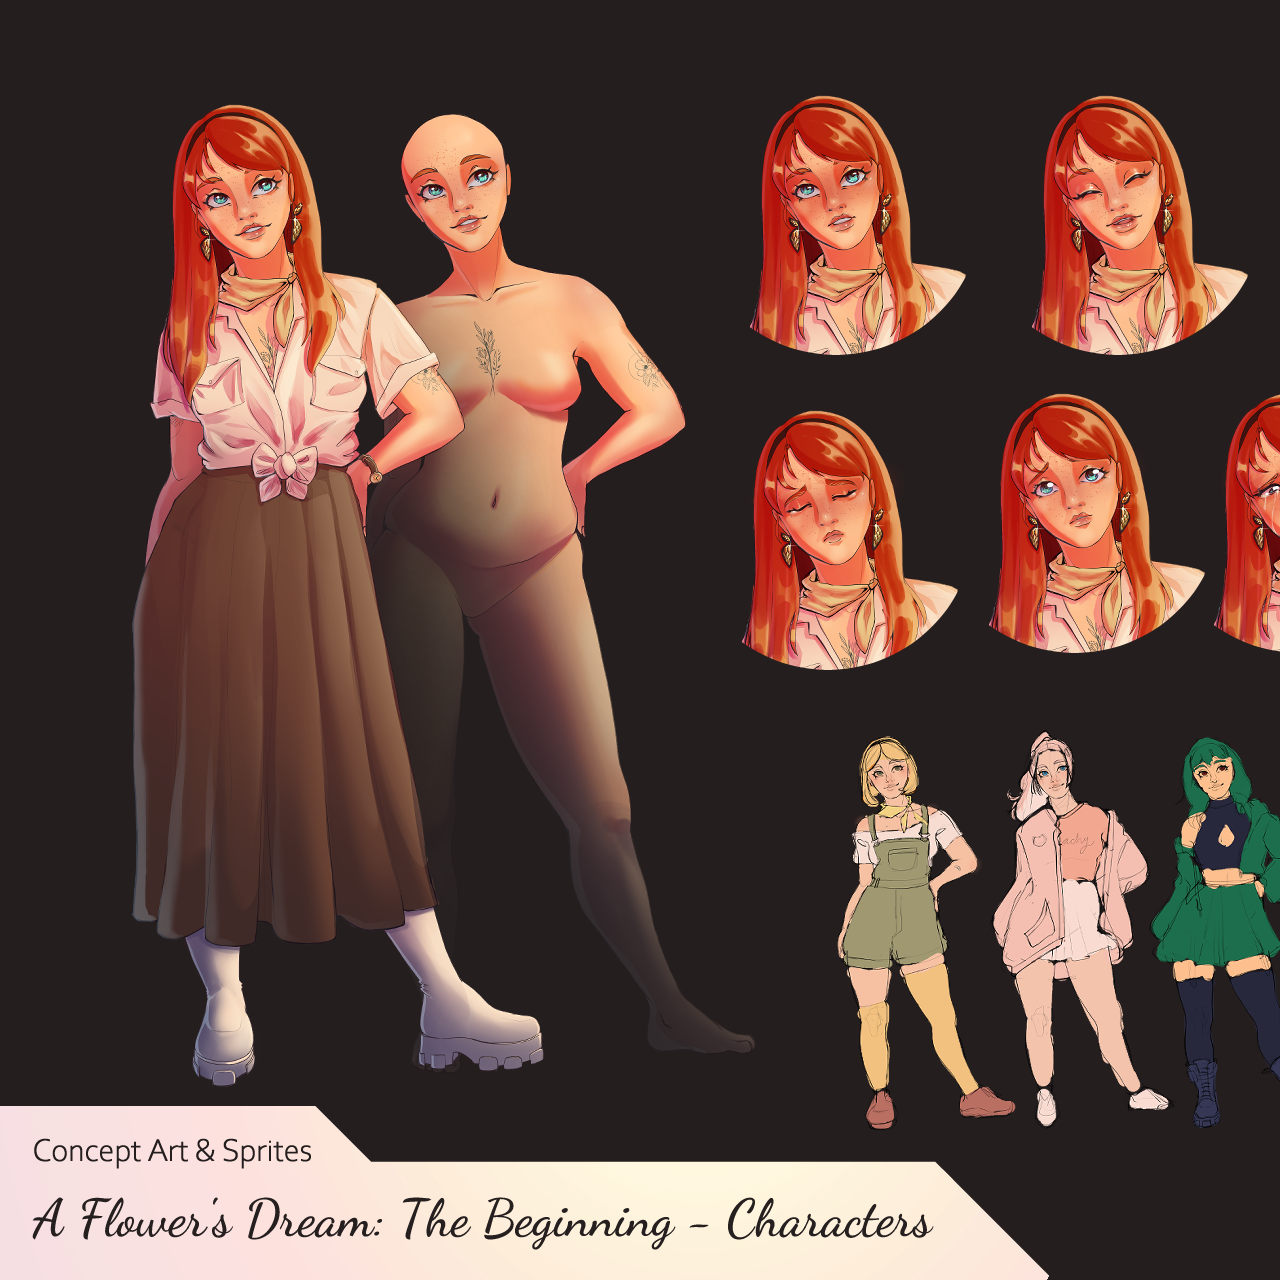 Concept Art & Sprites
A Flower's Dream: The Beginning - Characters